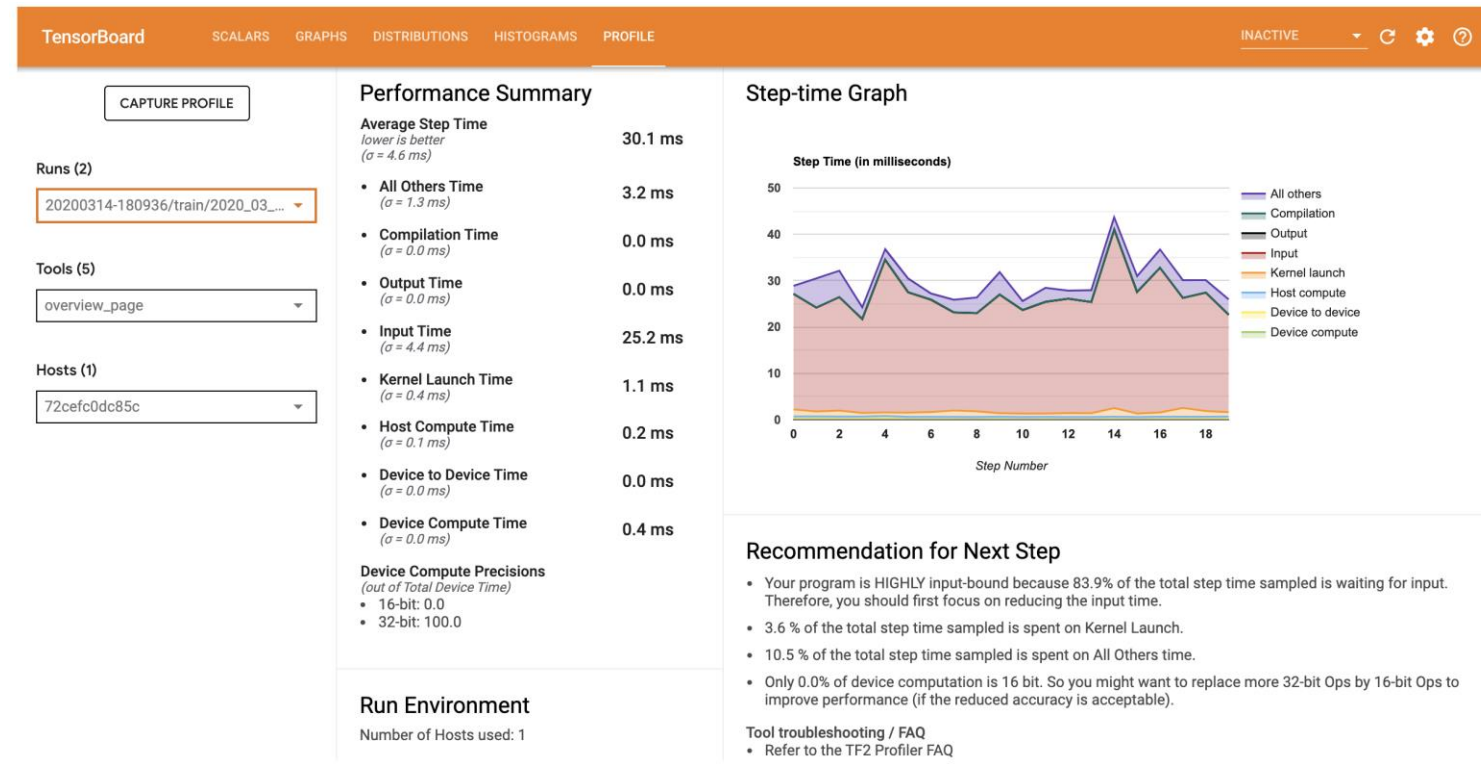 TensorBoard
SCALARS GRAPHS DISTRIBUTIONS HISTOGRAMS PROFILE
INACTIVE
CAPTURE PROFILE
Runs (2)
20200314-180936/train/2020_03_...
Tools (5)
overview_page
Hosts (1)
72cefc0dc85c
Performance Summary
Average Step Time
lower is better
(σ = 4.6 ms)
30.1 ms
• All Others Time
(σ = 1.3 ms)
3.2 ms
• Compilation Time
(σ = 0.0 ms)
0.0 ms
• Output Time
(σ = 0.0 ms)
0.0 ms
• Input Time
(σ = 4.4 ms)
25.2 ms
• Kernel Launch Time
(σ = 0.4 ms)
1.1 ms
• Host Compute Time
(σ = 0.1 ms)
0.2 ms
• Device to Device Time
(σ = 0.0 ms)
0.0 ms
• Device Compute Time
(σ = 0.0 ms)
0.4 ms
Device Compute Precisions
(out of Total Device Time)
• 16-bit: 0.0
• 32-bit: 100.0
Run Environment
Number of Hosts used: 1
Step-time Graph
Step Time (in milliseconds)
50
40
30
20
10
0
0 2 4 6 8 10 12 14 16 18
Step Number
All others
Compilation
Output
Input
Kernel launch
Host compute
Device to device
Device compute
Recommendation for Next Step
• Your program is HIGHLY input-bound because 83.9% of the total step time sampled is waiting for input.
Therefore, you should first focus on reducing the input time.
• 3.6 % of the total step time sampled is spent on Kernel Launch.
• 10.5 % of the total step time sampled is spent on All Others time.
• Only 0.0% of device computation is 16 bit. So you might want to replace more 32-bit Ops by 16-bit Ops to
improve performance (if the reduced accuracy is acceptable).
Tool troubleshooting / FAQ
• Refer to the TF2 Profiler FAQ